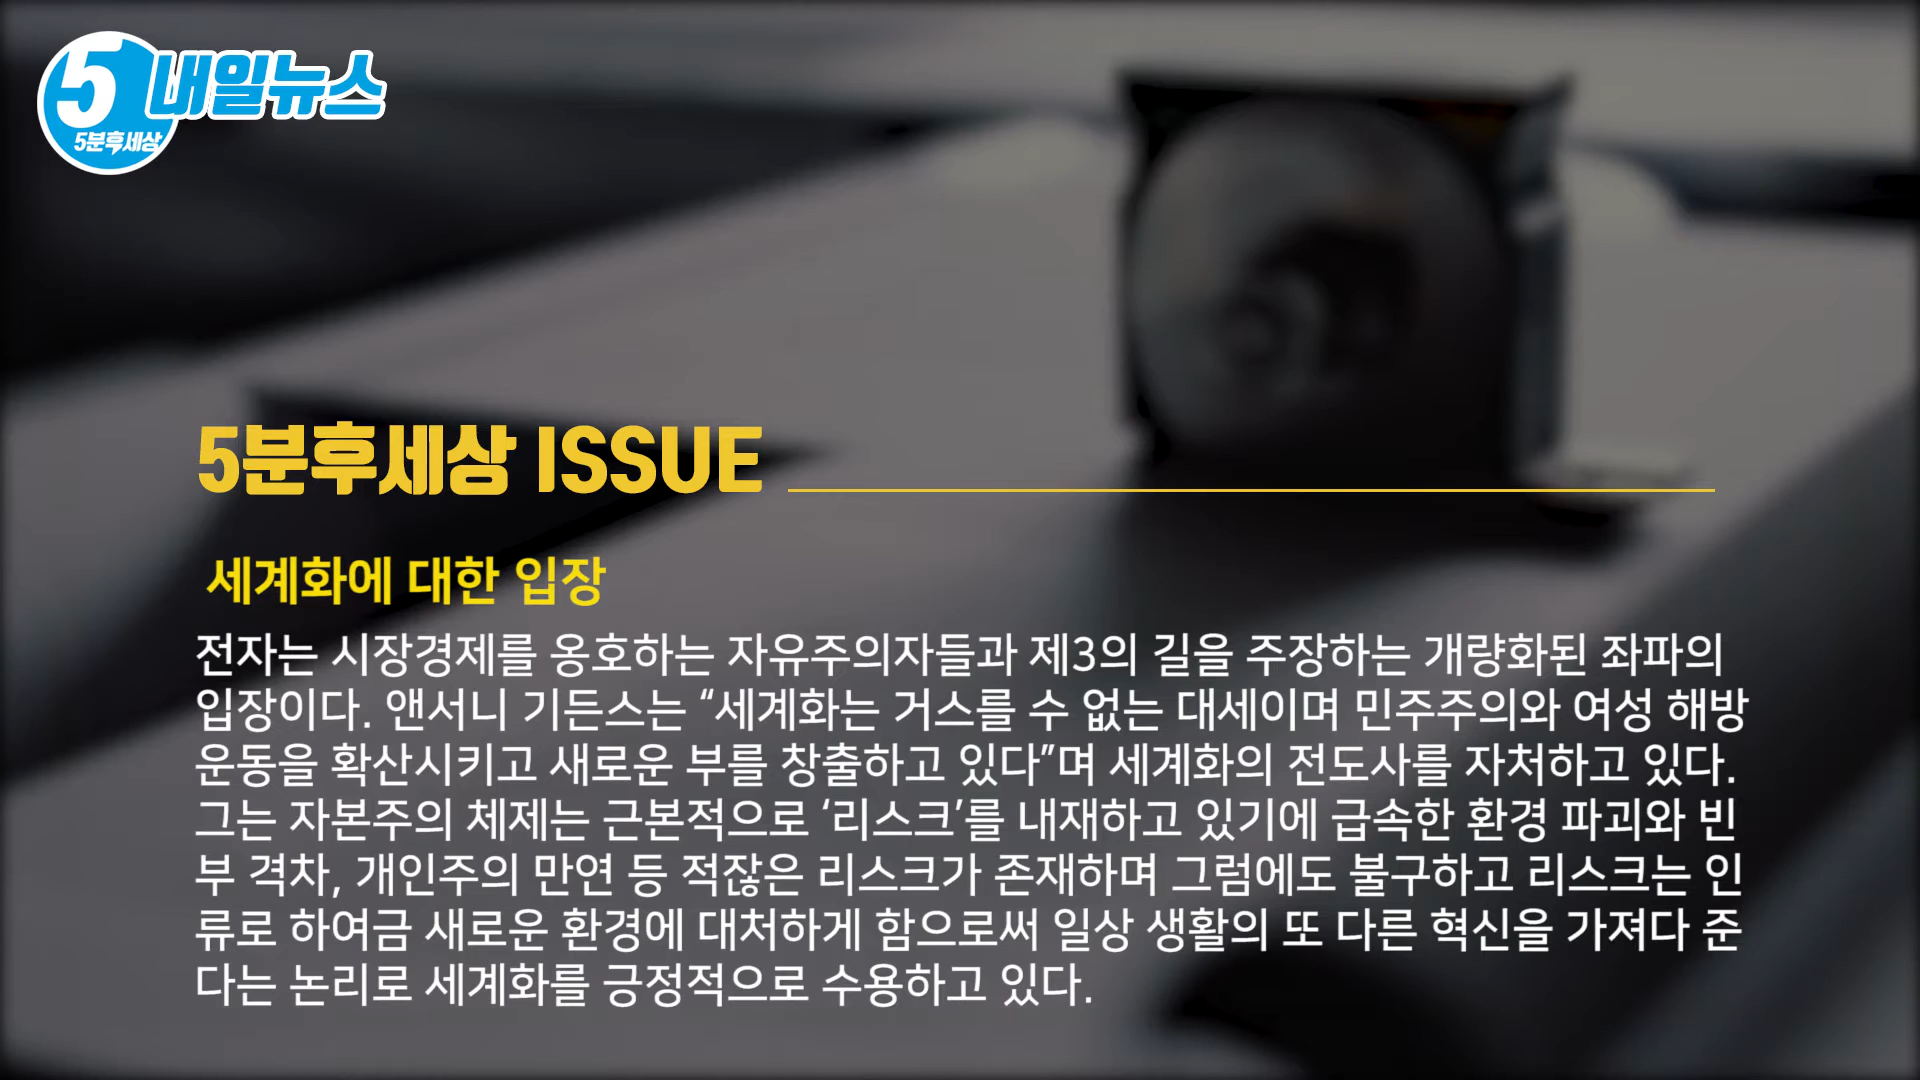 5 내일뉴스
5분후세상
5분후세상 ISSUE
세계화에 대한 입장
전자는 시장경제를 옹호하는 자유주의자들과 제3의 길을 주장하는 개량화된 좌파의
입장이다. 앤서니 기든스는 “세계화는 거스를 수 없는 대세이며 민주주의와 여성 해방
운동을 확산시키고 새로운 부를 창출하고 있다”며 세계화의 전도사를 자처하고 있다.
그는 자본주의 체제는 근본적으로 ‘리스크’를 내재하고 있기에 급속한 환경 파괴와 빈
부 격차, 개인주의 만연 등 적잖은 리스크가 존재하며 그럼에도 불구하고 리스크는 인
류로 하여금 새로운 환경에 대처하게 함으로써 일상 생활의 또 다른 혁신을 가져다 준
다는 논리로 세계화를 긍정적으로 수용하고 있다.